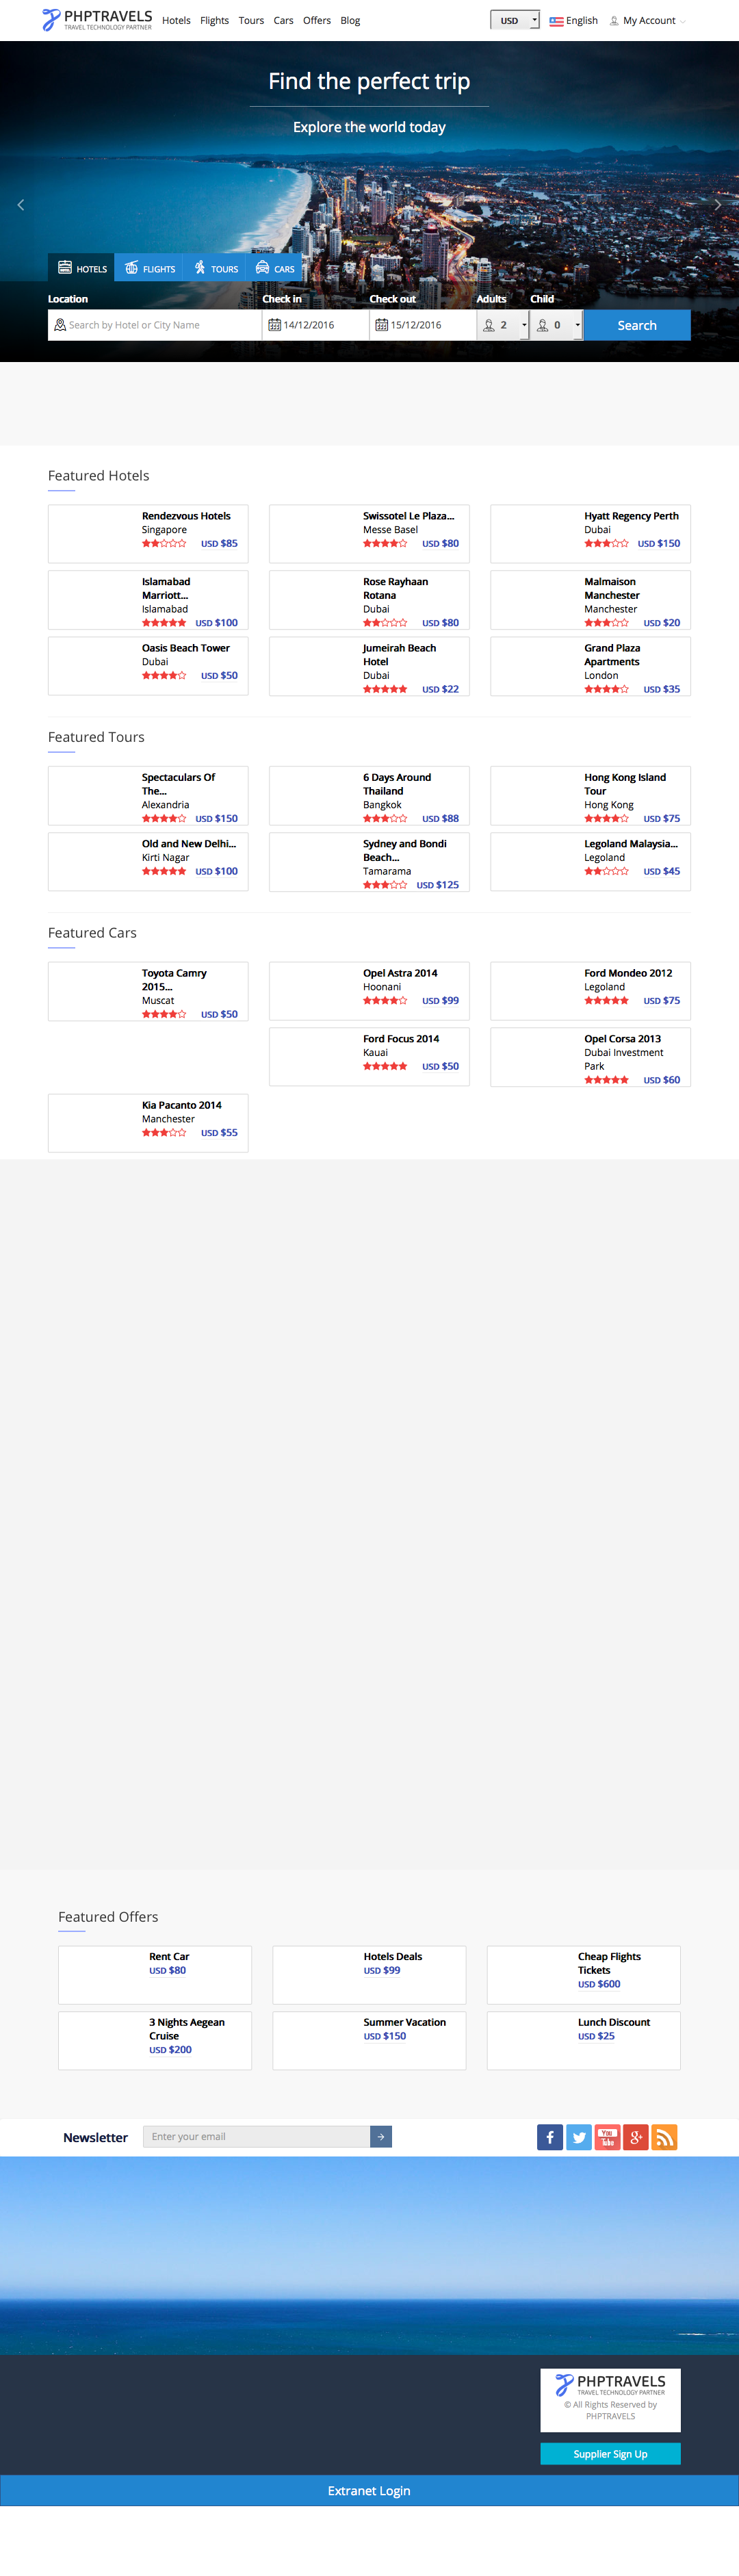 PHPTRAVELS
TRAVEL TECHNOLOGY PARTNER
Hotels Flights Tours Cars Offers Blog
USD English My Account
Find the perfect trip
Explore the world today
HOTELS FLIGHTS TOURS CARS
Location Check in Check out Adults Child
Search by Hotel or City Name 14/12/2016 15/12/2016 2 0 Search
Featured Hotels
Rendezvous Hotels
Singapore
USD $85
Swissotel Le Plaza...
Messe Basel
USD $80
Hyatt Regency Perth
Dubai
USD $150
Islamabad
Marriott...
Islamabad
USD $100
Rose Rayhaan
Rotana
Dubai
USD $80
Malmaison
Manchester
Manchester
USD $20
Oasis Beach Tower
Dubai
USD $50
Jumeirah Beach
Hotel
Dubai
USD $22
Grand Plaza
Apartments
London
USD $35
Featured Tours
Spectaculars Of
The...
Alexandria
USD $150
6 Days Around
Thailand
Bangkok
USD $88
Hong Kong Island
Tour
Hong Kong
USD $75
Old and New Delhi...
Kirti Nagar
USD $100
Sydney and Bondi
Beach...
Tamarama
USD $125
Legoland Malaysia...
Legoland
USD $45
Featured Cars
Toyota Camry
2015...
Muscat
USD $50
Opel Astra 2014
Hoonani
USD $99
Ford Mondeo 2012
Legoland
USD $75
Ford Focus 2014
Kauai
USD $50
Opel Corsa 2013
Dubai Investment
Park
USD $60
Kia Pacanto 2014
Manchester
USD $55
Featured Offers
Rent Car
USD $80
Hotels Deals
USD $99
Cheap Flights
Tickets
USD $600
3 Nights Aegean
Cruise
USD $200
Summer Vacation
USD $150
Lunch Discount
USD $25
Newsletter Enter your email
You
Tube
PHPTRAVELS
TRAVEL TECHNOLOGY PARTNER
© All Rights Reserved by
PHPTRAVELS
Supplier Sign Up
Extranet Login